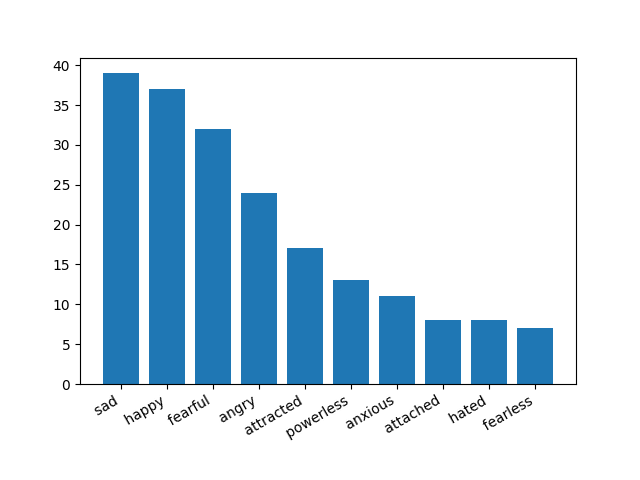 40
35
30
25
20
15
10
5
0
sad
happy
fearful
angry
attracted
powerless
anxious
attached
hated
fearless